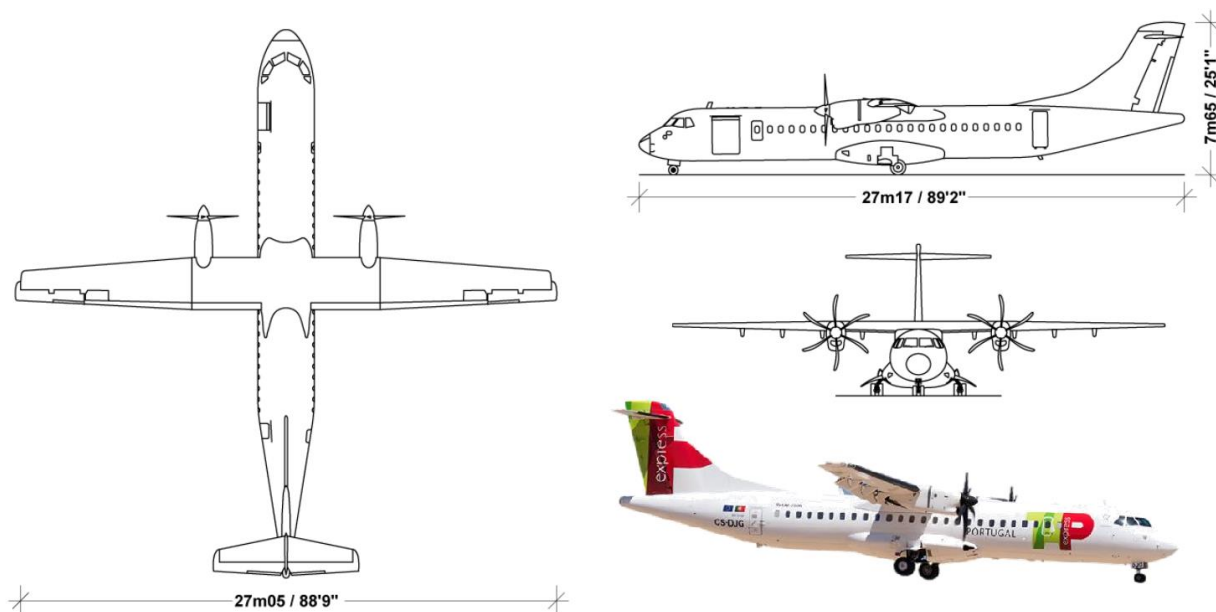 27m17 / 89'2"
7m65 / 25'1"
27m05 / 88'9"
express
CS-DJG
PORTUGAL
express